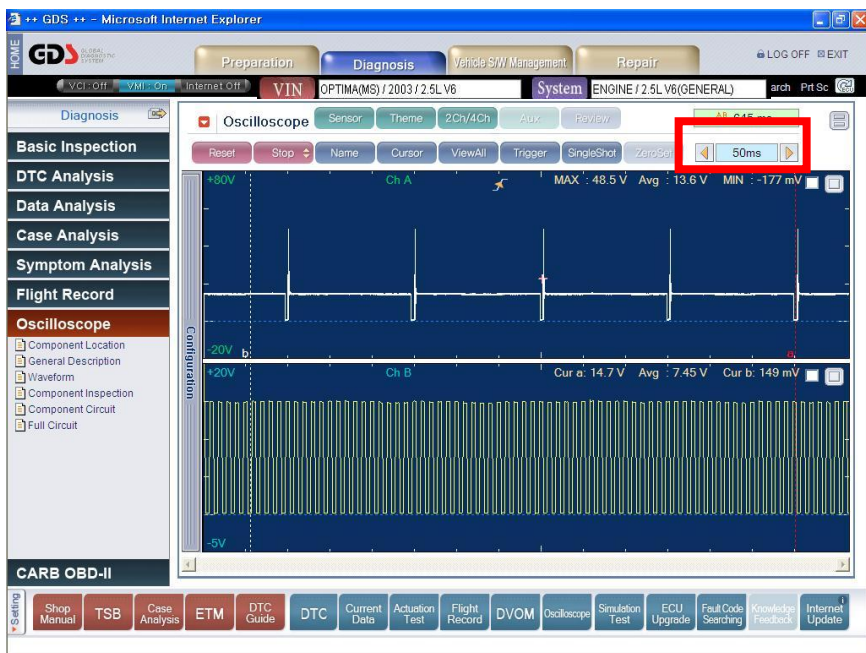 ++ GDS ++ - Microsoft Internet Explorer
HOME
GDS GLOBAL DIAGNOSTIC SYSTEM
Preparation
Diagnosis
Vehicle S/W Management
Repair
LOG OFF
EXIT
VCI : Off
VMI : On
Internet Off
VIN
OPTIMA(MS) / 2003 / 2.5L V6
System
ENGINE / 2.5L V6(GENERAL)
arch
Prt Sc
Diagnosis
Basic Inspection
DTC Analysis
Data Analysis
Case Analysis
Symptom Analysis
Flight Record
Oscilloscope
Component Location
General Description
Waveform
Component Inspection
Component Circuit
Full Circuit
CARB OBD-II
Oscilloscope
Sensor
Theme
2Ch/4Ch
Aux
Review
645 ms
Reset
Stop
Name
Cursor
ViewAll
Trigger
SingleShot
50ms
Configuration
+80V
Ch A
MAX : 48.5 V Avg : 13.6 V MIN : -177 mV
-20V
b
a
+20V
Ch B
Cur a: 14.7 V Avg : 7.45 V Cur b: 149 mV
-5V
Setting
Shop Manual
TSB
Case Analysis
ETM
DTC Guide
DTC
Current Data
Actuation Test
Flight Record
DVOM
Oscilloscope
Simulation Test
ECU Upgrade
Fault Code Searching
Knowledge Feedback
Internet Update